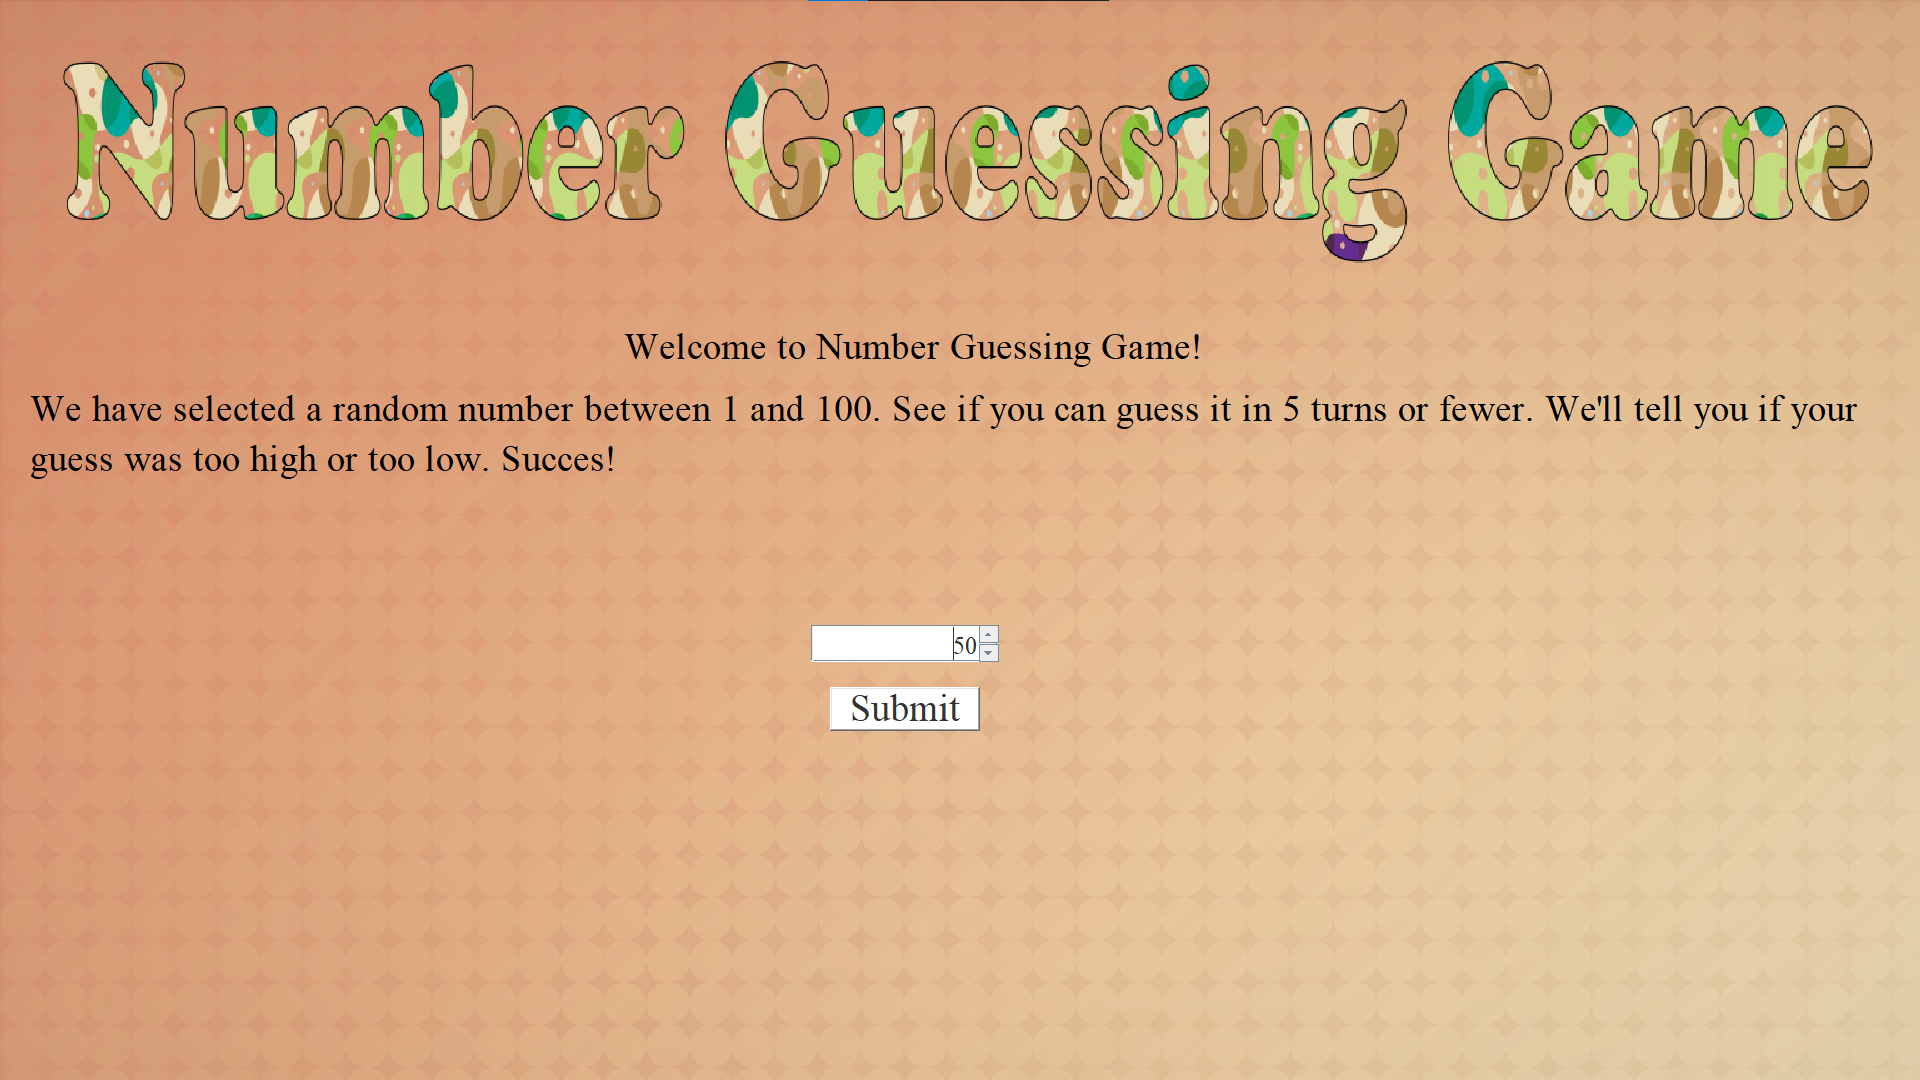 Number Guessing Game
Welcome to Number Guessing Game!
We have selected a random number between 1 and 100. See if you can guess it in 5 turns or fewer. We'll tell you if your
guess was too high or too low. Succes!
50
Submit